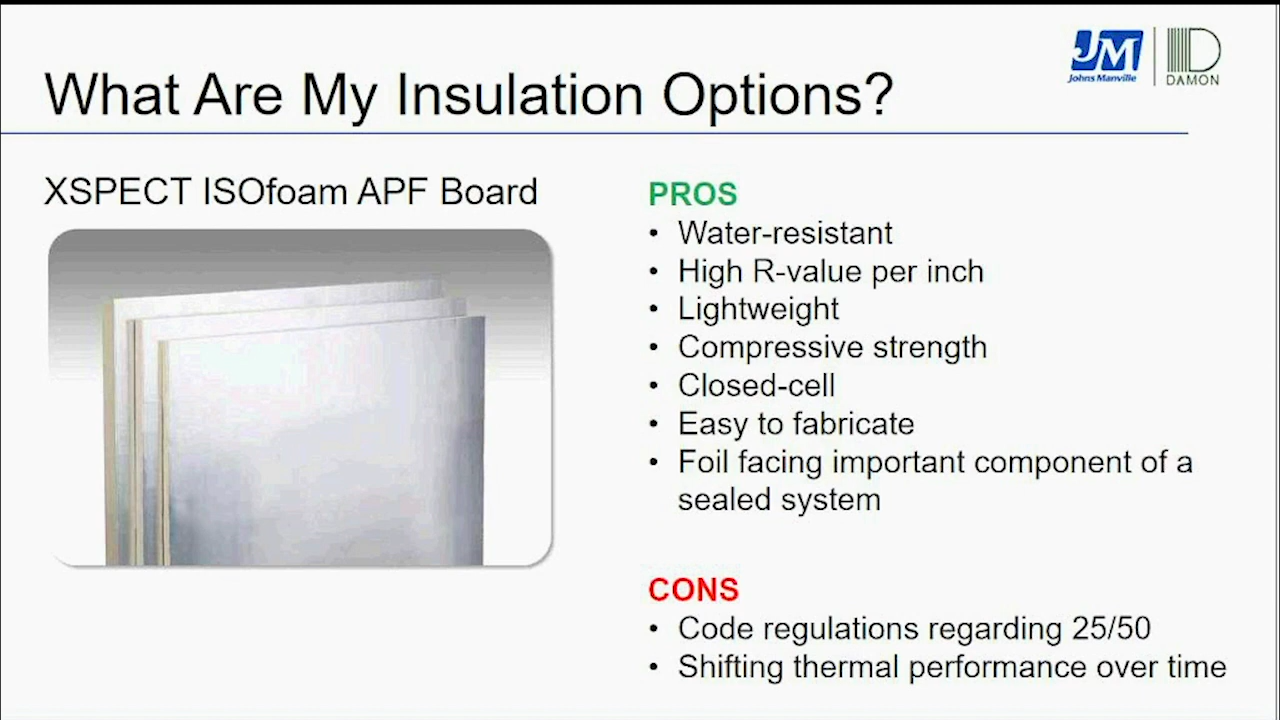 JM
Johns Manville
DAMON
What Are My Insulation Options?
XSPECT ISOfoam APF Board
PROS
• Water-resistant
• High R-value per inch
• Lightweight
• Compressive strength
• Closed-cell
• Easy to fabricate
• Foil facing important component of a
sealed system
CONS
• Code regulations regarding 25/50
• Shifting thermal performance over time